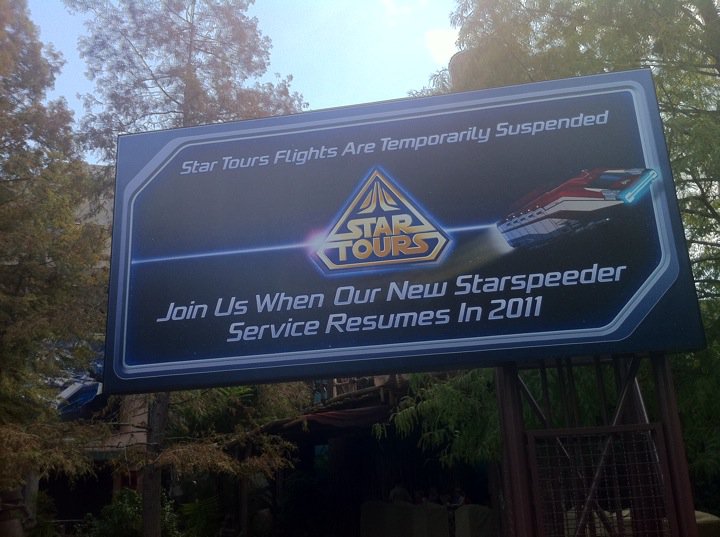 Star Tours Flights Are Temporarily Suspended
STAR
TOURS
Join Us When Our New Starspeeder
Service Resumes In 2011